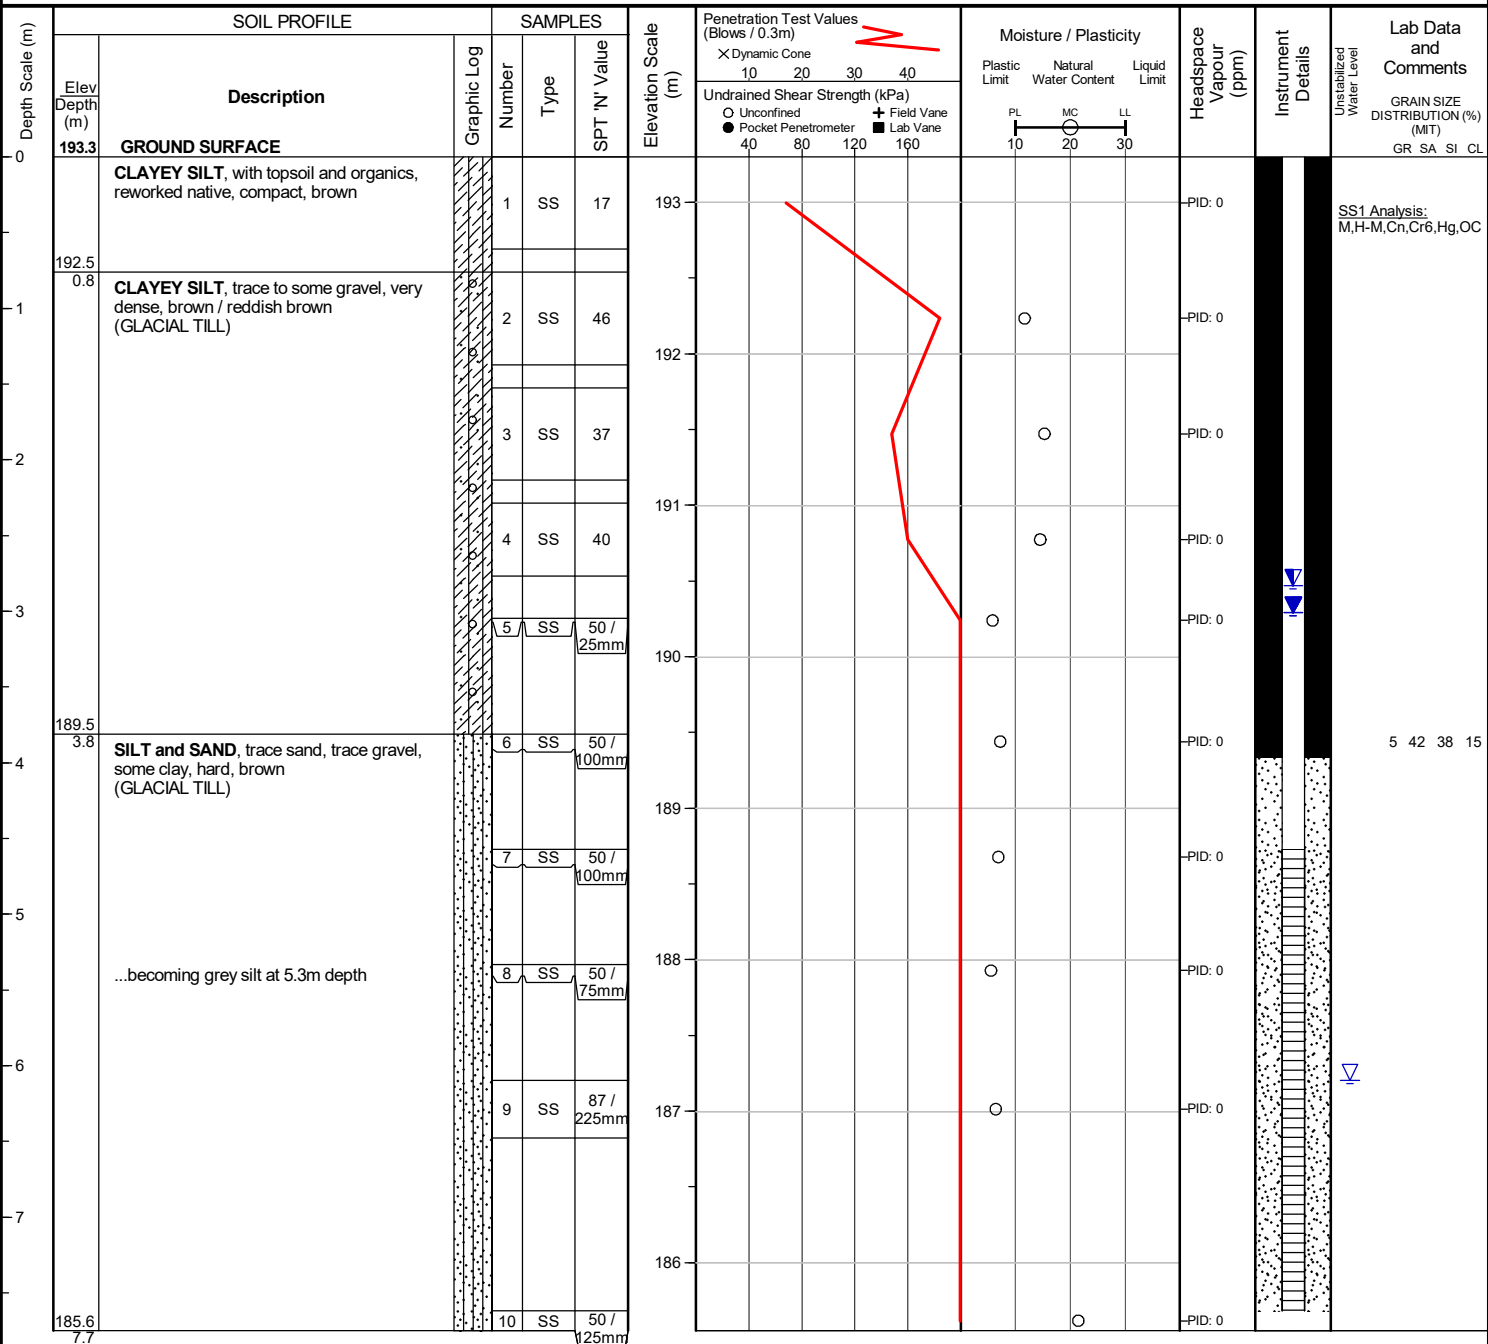 SOIL PROFILE
SAMPLES
Depth Scale (m)
Elev
Depth
(m)
193.3
Description
GROUND SURFACE
Graphic Log
Number
Type
SPT 'N' Value
Elevation Scale
(m)
Penetration Test Values
(Blows / 0.3m)
Dynamic Cone
10 20 30 40
Undrained Shear Strength (kPa)
Unconfined
Field Vane
Pocket Penetrometer
Lab Vane
40 80 120 160
Moisture / Plasticity
Plastic
Limit
Natural
Water Content
Liquid
Limit
PL MC LL
10 20 30
Headspace
Vapour
(ppm)
Instrument
Details
Unstabilized
Water Level
Lab Data
and
Comments
GRAIN SIZE
DISTRIBUTION (%)
(MIT)
GR SA SI CL
0
CLAYEY SILT, with topsoil and organics,
reworked native, compact, brown
1 SS 17
193
PID: 0
SS1 Analysis:
M,H-M,Cn,Cr6,Hg,OC
192.5
0.8
CLAYEY SILT, trace to some gravel, very
dense, brown / reddish brown
(GLACIAL TILL)
1
2 SS 46
PID: 0
192
3 SS 37
PID: 0
2
191
4 SS 40
PID: 0
3
5 SS 50 /
25mm
PID: 0
190
189.5
3.8
SILT and SAND, trace sand, trace gravel,
some clay, hard, brown
(GLACIAL TILL)
6 SS 50 /
100mm
PID: 0
5 42 38 15
4
189
7 SS 50 /
100mm
PID: 0
5
188
...becoming grey silt at 5.3m depth
8 SS 50 /
75mm
PID: 0
6
9 SS 87 /
225mm
187
PID: 0
7
186
185.6
7.7
10 SS 50 /
125mm
PID: 0